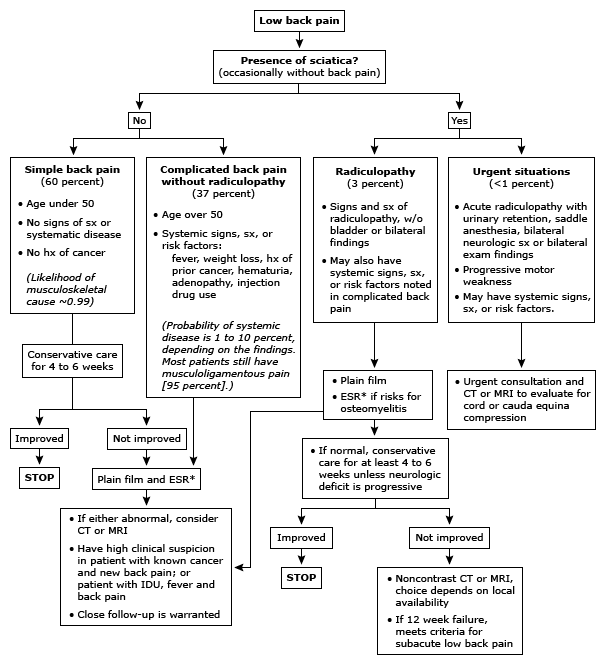 Low back pain
Presence of sciatica?
(occasionally without back pain)
No
Yes
Simple back pain
(60 percent)
• Age under 50
• No signs of sx or
systematic disease
• No hx of cancer
(Likelihood of
musculoskeletal
cause ~0.99)
Complicated back pain
without radiculopathy
(37 percent)
• Age over 50
• Systemic signs, sx, or
risk factors:
fever, weight loss, hx of
prior cancer, hematuria,
adenopathy, injection
drug use
(Probability of systemic
disease is 1 to 10 percent,
depending on the findings.
Most patients still have
musculoligamentous pain
[95 percent].)
Radiculopathy
(3 percent)
• Signs and sx of
radiculopathy, w/o
bladder or bilateral
findings
• May also have
systemic signs, sx,
or risk factors noted
in complicated back
pain
Urgent situations
(<1 percent)
• Acute radiculopathy with
urinary retention, saddle
anesthesia, bilateral
neurologic sx or bilateral
exam findings
• Progressive motor
weakness
• May have systemic signs,
sx, or risk factors.
Conservative care
for 4 to 6 weeks
• Plain film
• ESR* if risks for
osteomyelitis
• Urgent consultation and
CT or MRI to evaluate for
cord or cauda equina
compression
Improved
Not improved
STOP
Plain film and ESR*
• If normal, conservative
care for at least 4 to 6
weeks unless neurologic
deficit is progressive
• If either abnormal, consider
CT or MRI
• Have high clinical suspicion
in patient with known cancer
and new back pain; or
patient with IDU, fever and
back pain
• Close follow-up is warranted
Improved
Not improved
STOP
• Noncontrast CT or MRI,
choice depends on local
availability
• If 12 week failure,
meets criteria for
subacute low back pain